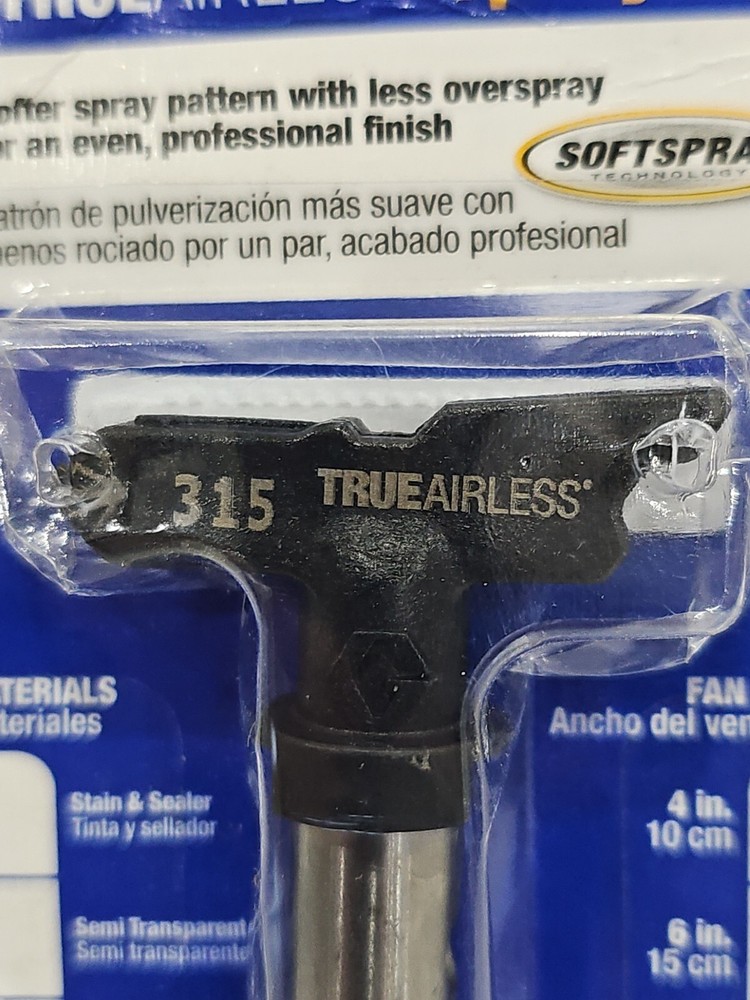 ofter spray pattern with less overspray
or an even, professional finish
SOFTSPRA
TECHNOLOGY
atrón de pulverización más suave con
enos rociado por un par, acabado profesional
315 TRUEAIRLESS
TERIALS
teriales
FAN
Ancho del ven
Stain & Sealer
Tinta y sellador
4 in.
10 cm
Semi Transparent
Semi transparente
6 in.
15 cm